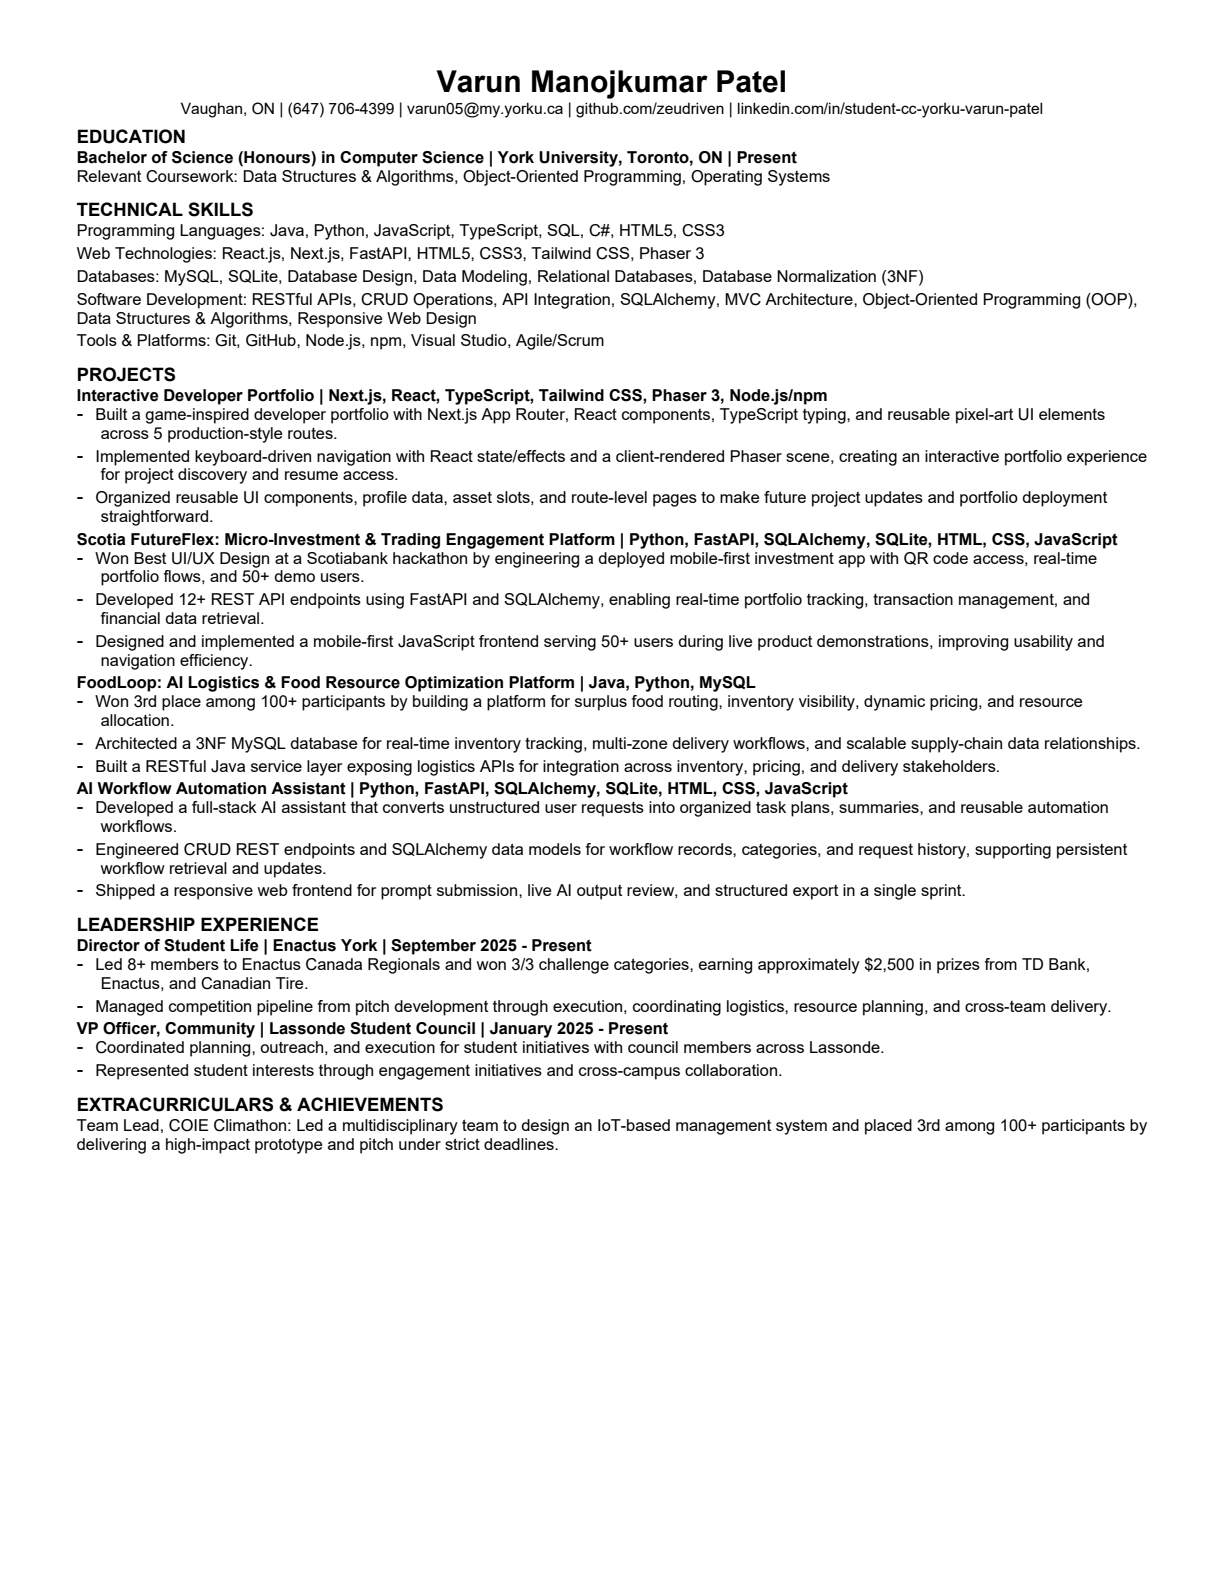 Varun Manojkumar Patel
Vaughan, ON | (647) 706-4399 | varun05@my.yorku.ca | github.com/zeudriven | linkedin.com/in/student-cc-yorku-varun-patel
EDUCATION
Bachelor of Science (Honours) in Computer Science | York University, Toronto, ON | Present
Relevant Coursework: Data Structures & Algorithms, Object-Oriented Programming, Operating Systems
TECHNICAL SKILLS
Programming Languages: Java, Python, JavaScript, TypeScript, SQL, C#, HTML5, CSS3
Web Technologies: React.js, Next.js, FastAPI, HTML5, CSS3, Tailwind CSS, Phaser 3
Databases: MySQL, SQLite, Database Design, Data Modeling, Relational Databases, Database Normalization (3NF)
Software Development: RESTful APIs, CRUD Operations, API Integration, SQLAlchemy, MVC Architecture, Object-Oriented Programming (OOP),
Data Structures & Algorithms, Responsive Web Design
Tools & Platforms: Git, GitHub, Node.js, npm, Visual Studio, Agile/Scrum
PROJECTS
Interactive Developer Portfolio | Next.js, React, TypeScript, Tailwind CSS, Phaser 3, Node.js/npm
- Built a game-inspired developer portfolio with Next.js App Router, React components, TypeScript typing, and reusable pixel-art UI elements
across 5 production-style routes.
- Implemented keyboard-driven navigation with React state/effects and a client-rendered Phaser scene, creating an interactive portfolio experience
for project discovery and resume access.
- Organized reusable UI components, profile data, asset slots, and route-level pages to make future project updates and portfolio deployment
straightforward.
Scotia FutureFlex: Micro-Investment & Trading Engagement Platform | Python, FastAPI, SQLAlchemy, SQLite, HTML, CSS, JavaScript
- Won Best UI/UX Design at a Scotiabank hackathon by engineering a deployed mobile-first investment app with QR code access, real-time
portfolio flows, and 50+ demo users.
- Developed 12+ REST API endpoints using FastAPI and SQLAlchemy, enabling real-time portfolio tracking, transaction management, and
financial data retrieval.
- Designed and implemented a mobile-first JavaScript frontend serving 50+ users during live product demonstrations, improving usability and
navigation efficiency.
FoodLoop: AI Logistics & Food Resource Optimization Platform | Java, Python, MySQL
- Won 3rd place among 100+ participants by building a platform for surplus food routing, inventory visibility, dynamic pricing, and resource
allocation.
- Architected a 3NF MySQL database for real-time inventory tracking, multi-zone delivery workflows, and scalable supply-chain data relationships.
- Built a RESTful Java service layer exposing logistics APIs for integration across inventory, pricing, and delivery stakeholders.
AI Workflow Automation Assistant | Python, FastAPI, SQLAlchemy, SQLite, HTML, CSS, JavaScript
- Developed a full-stack AI assistant that converts unstructured user requests into organized task plans, summaries, and reusable automation
workflows.
- Engineered CRUD REST endpoints and SQLAlchemy data models for workflow records, categories, and request history, supporting persistent
workflow retrieval and updates.
- Shipped a responsive web frontend for prompt submission, live AI output review, and structured export in a single sprint.
LEADERSHIP EXPERIENCE
Director of Student Life | Enactus York | September 2025 - Present
- Led 8+ members to Enactus Canada Regionals and won 3/3 challenge categories, earning approximately $2,500 in prizes from TD Bank,
Enactus, and Canadian Tire.
- Managed competition pipeline from pitch development through execution, coordinating logistics, resource planning, and cross-team delivery.
VP Officer, Community | Lassonde Student Council | January 2025 - Present
- Coordinated planning, outreach, and execution for student initiatives with council members across Lassonde.
- Represented student interests through engagement initiatives and cross-campus collaboration.
EXTRACURRICULARS & ACHIEVEMENTS
Team Lead, COIE Climathon: Led a multidisciplinary team to design an IoT-based management system and placed 3rd among 100+ participants by
delivering a high-impact prototype and pitch under strict deadlines.